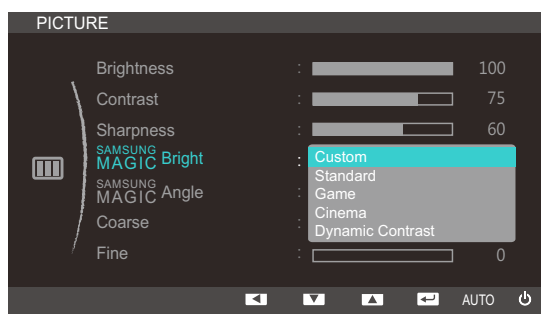 PICTURE
Brightness : 100
Contrast : 75
Sharpness : 60
SAMSUNG
MAGIC Bright : Custom
Standard
SAMSUNG
MAGIC Angle : Game
Cinema
Coarse : Dynamic Contrast
Fine : 0
AUTO